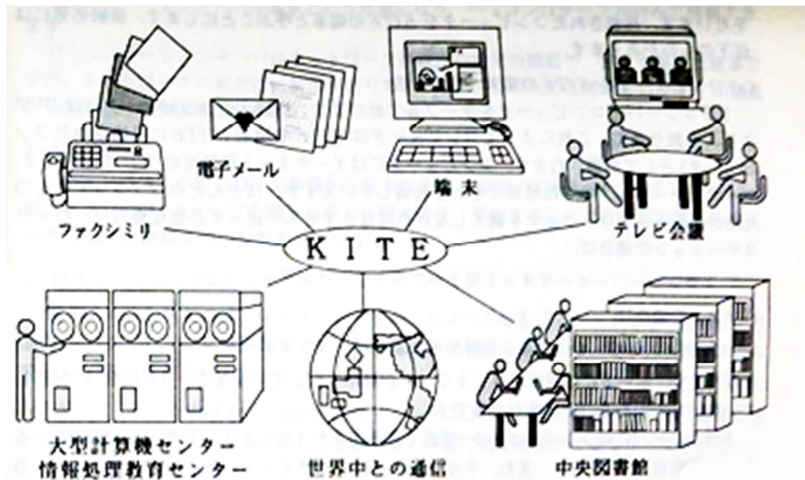 電子メール
端末
ファクシミリ
テレビ会議
KITE
大型計算機センター
情報処理教育センター
世界中との通信
中央図書館